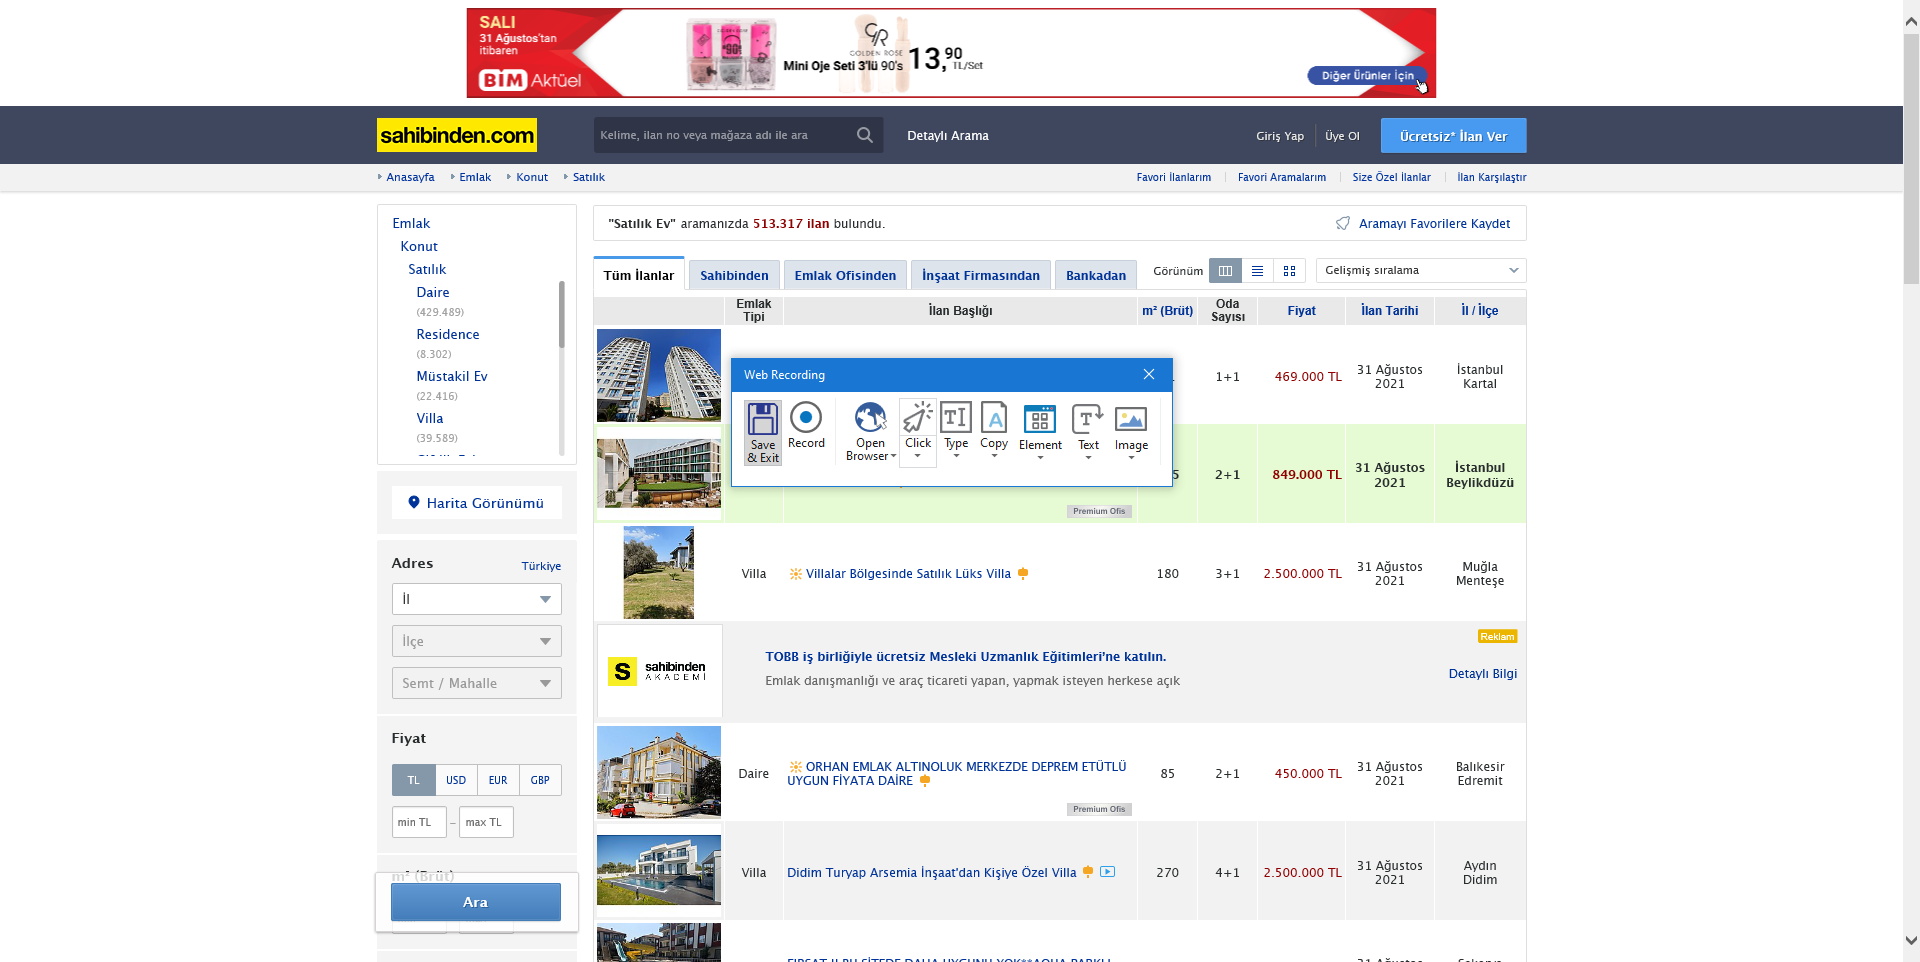 SALI
31 Ağustos'tan
itibaren
BİM Aktüel
GR
GOLDEN ROSE
Mini Oje Seti 3'lü 90's
13,90
TL/Set
Diğer Ürünler İçin
sahibinden.com
Kelime, ilan no veya mağaza adı ile ara
Detaylı Arama
Giriş Yap
Üye Ol
Ücretsiz* İlan Ver
Anasayfa
Emlak
Konut
Satılık
Favori İlanlarım
Favori Aramalarım
Size Özel İlanlar
İlan Karşılaştır
Emlak
Konut
Satılık
Daire
(429.489)
Residence
(8.302)
Müstakil Ev
(22.416)
Villa
(39.589)
Harita Görünümü
Adres
Türkiye
İl
İlçe
Semt / Mahalle
Fiyat
TL USD EUR GBP
min TL – max TL
m² (Brüt)
Ara
"Satılık Ev" aramanızda 513.317 ilan bulundu.
Aramayı Favorilere Kaydet
Tüm İlanlar
Sahibinden
Emlak Ofisinden
İnşaat Firmasından
Bankadan
Görünüm
Gelişmiş sıralama
Emlak Tipi
İlan Başlığı
m² (Brüt)
Oda Sayısı
Fiyat
İlan Tarihi
İl / İlçe
1+1
469.000 TL
31 Ağustos 2021
İstanbul Kartal
Web Recording
Save & Exit
Record
Open Browser
Click
Type
Copy
Element
Text
Image
5
2+1
849.000 TL
31 Ağustos 2021
İstanbul Beylikdüzü
Premium Ofis
Villa
Villalar Bölgesinde Satılık Lüks Villa
180
3+1
2.500.000 TL
31 Ağustos 2021
Muğla Menteşe
S sahibinden
AKADEMİ
TOBB iş birliğiyle ücretsiz Mesleki Uzmanlık Eğitimleri'ne katılın.
Emlak danışmanlığı ve araç ticareti yapan, yapmak isteyen herkese açık
Reklam
Detaylı Bilgi
Daire
ORHAN EMLAK ALTINOLUK MERKEZDE DEPREM ETÜTLÜ
UYGUN FİYATA DAİRE
Premium Ofis
85
2+1
450.000 TL
31 Ağustos 2021
Balıkesir Edremit
Villa
Didim Turyap Arsemia İnşaat'dan Kişiye Özel Villa
270
4+1
2.500.000 TL
31 Ağustos 2021
Aydın Didim